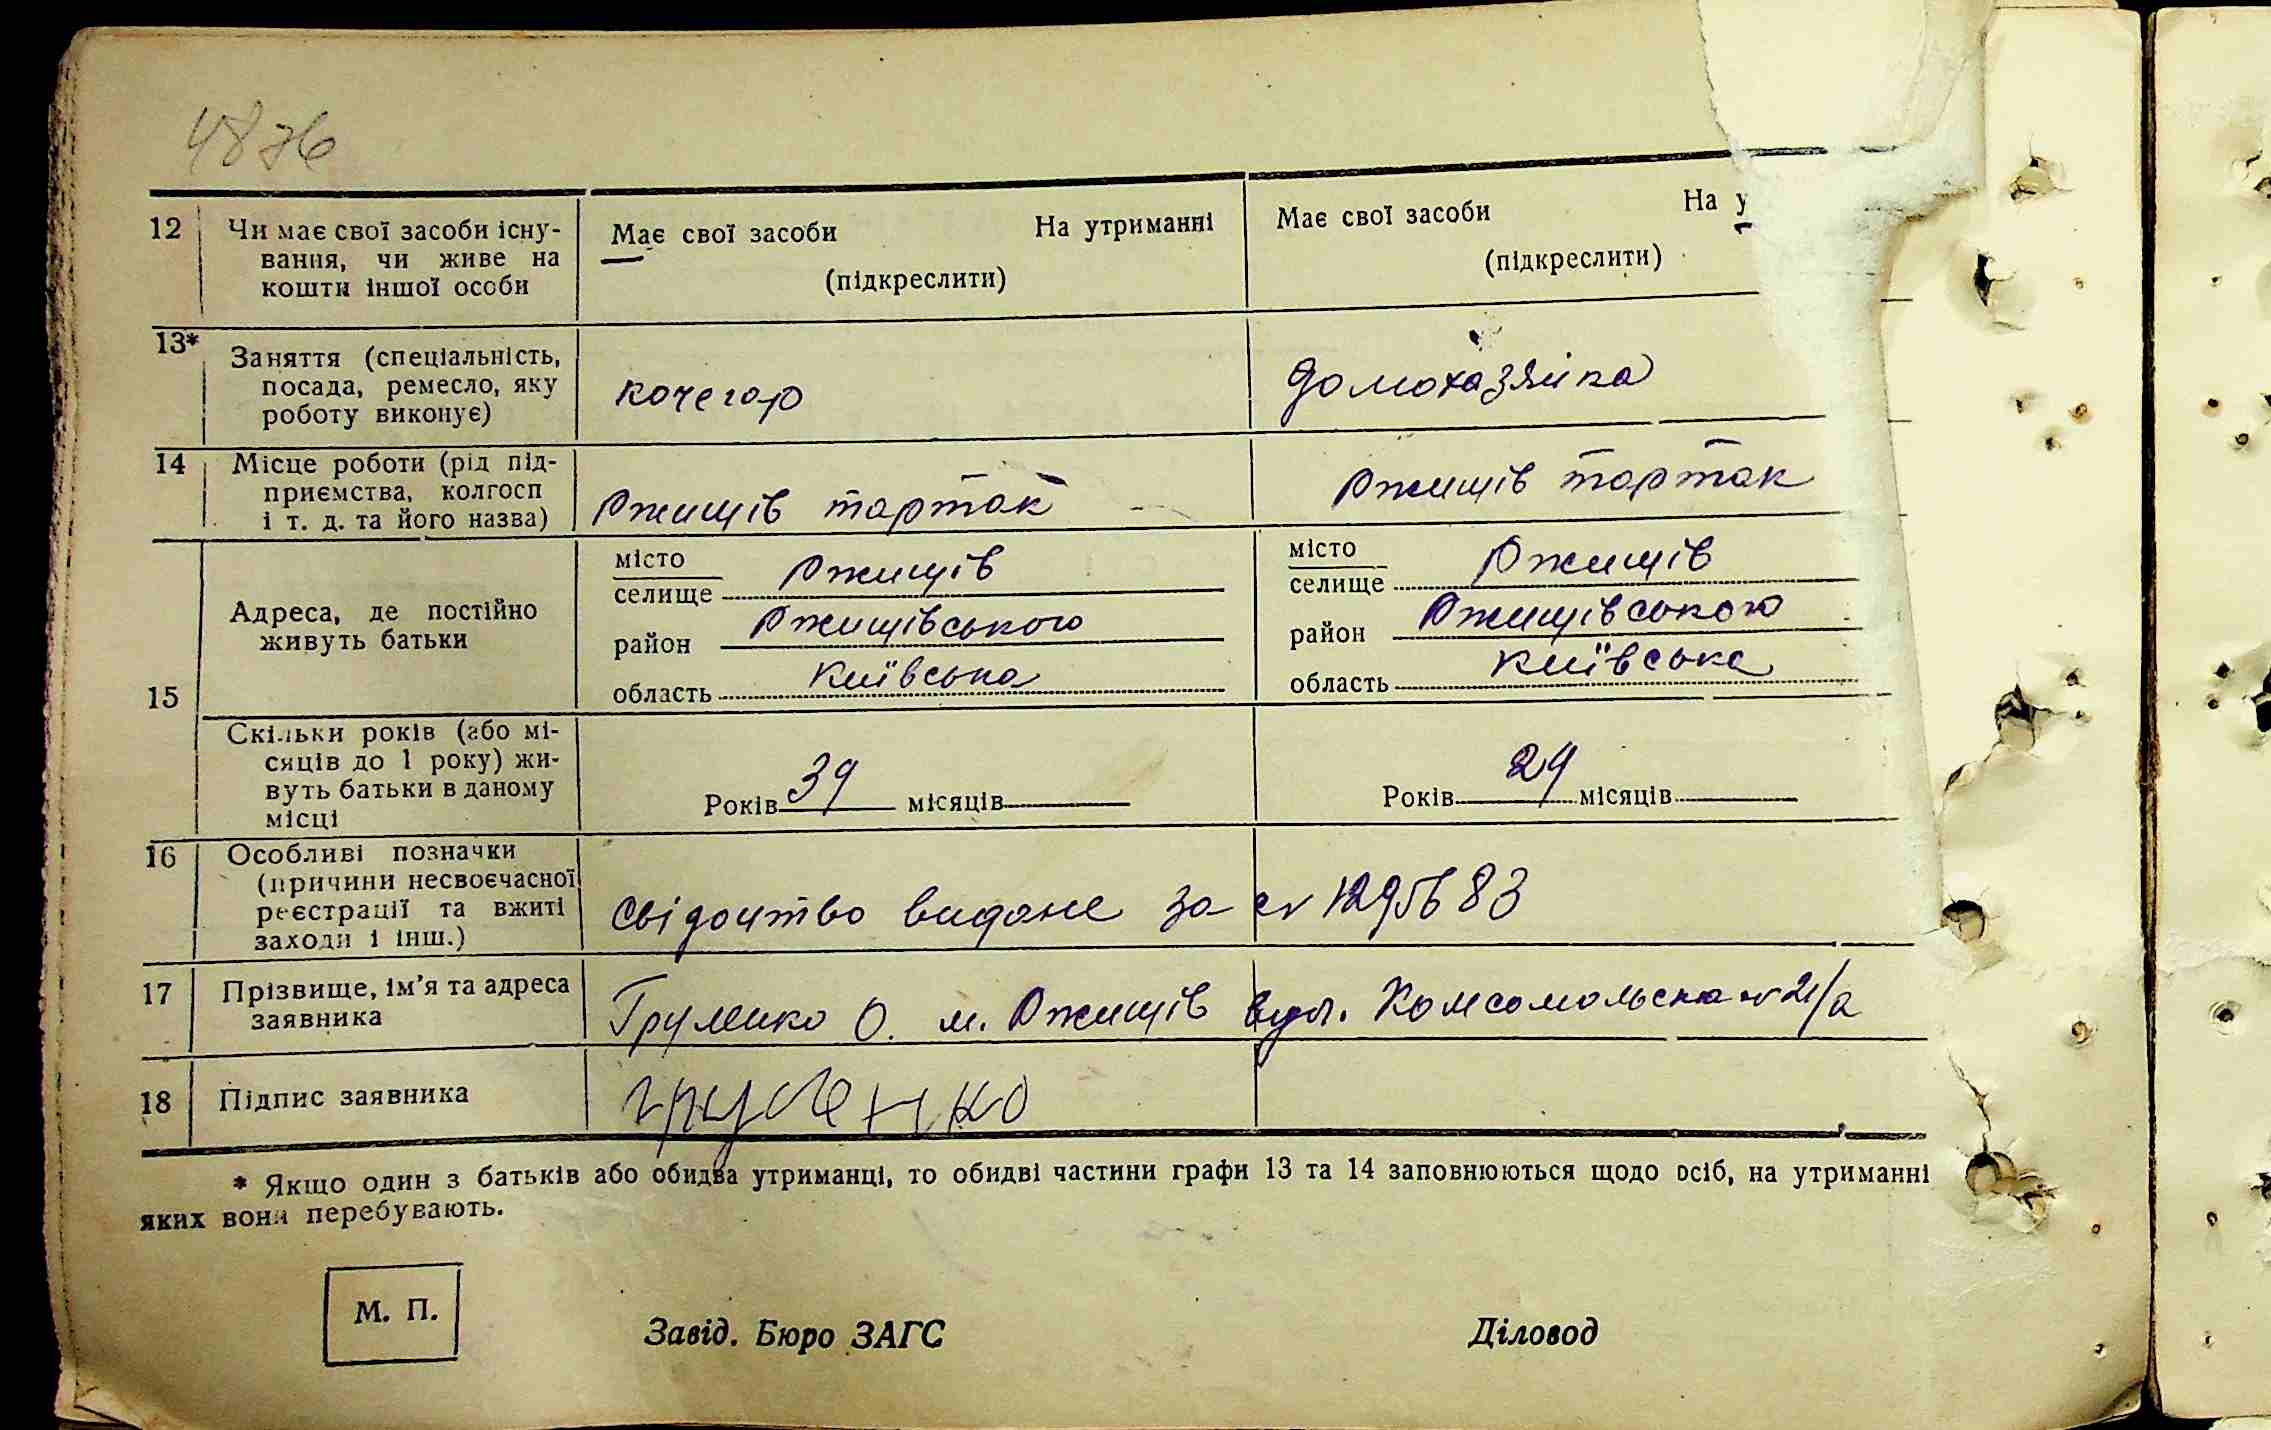 4876
12 Чи має свої засоби існу- Має свої засоби На утриманні Має свої засоби На у
вання, чи живе на (підкреслити) (підкреслити)
кошти іншої особи
13* Заняття (спеціальність,
посада, ремесло, яку кочегар домохазяйка
роботу виконує)
14 Місце роботи (рід під-
приємства, колгосп Ржищів тартак Ржищів тартак
і т. д. та його назва)
місто Ржищів місто Ржищів
селище селище
Адреса, де постійно район Ржищівського район Ржищівського
живуть батьки
15 область Київська область Київська
Скільки років (або мі-
сяців до 1 року) жи-
вуть батьки в даному Років 39 місяців Років 29 місяців
місці
16 Особливі позначки
(причини несвоєчасної
реєстрації та вжиті свідоцтво видане за №
заходи і інш.)
17 Прізвище, ім’я та адреса О. м. Ржищів вул. Комсомольска № 21/а
заявника
18 Підпис заявника
* Якщо один з батьків або обидва утриманці, то обидві частини графи 13 та 14 заповнюються щодо осіб, на утриманні
яких вони перебувають.
М. П.
Завід. Бюро ЗАГС Діловод